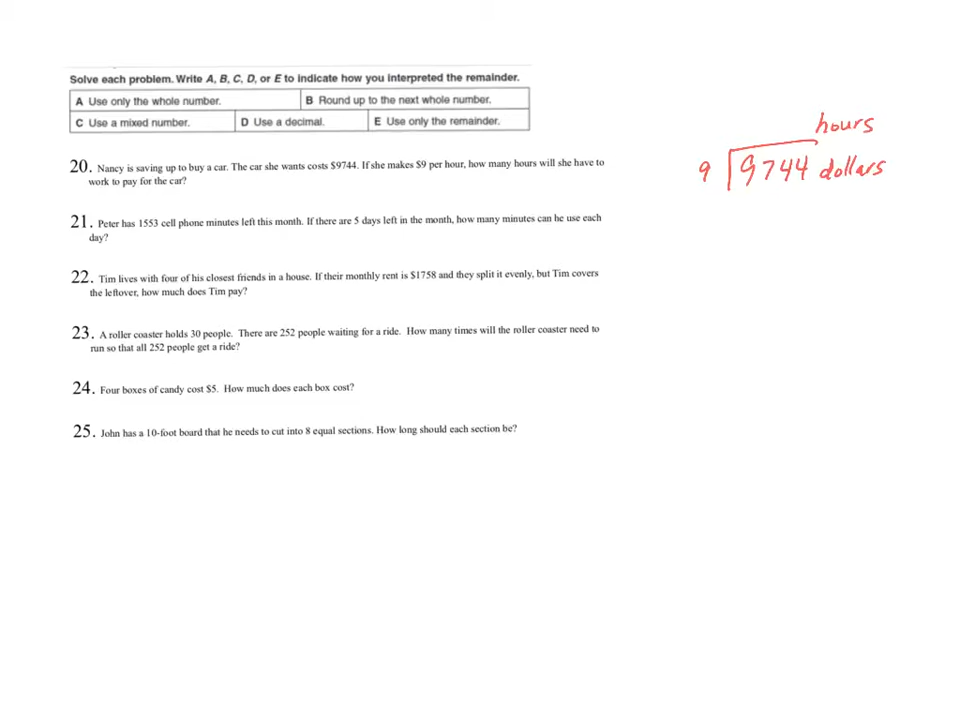 Solve each problem. Write A, B, C, D, or E to indicate how you interpreted the remainder.
A Use only the whole number.
B Round up to the next whole number.
C Use a mixed number.
D Use a decimal.
E Use only the remainder.
20. Nancy is saving up to buy a car. The car she wants costs $9744. If she makes $9 per hour, how many hours will she have to
work to pay for the car?
21. Peter has 1553 cell phone minutes left this month. If there are 5 days left in the month, how many minutes can he use each
day?
22. Tim lives with four of his closest friends in a house. If their monthly rent is $1758 and they split it evenly, but Tim covers
the leftover, how much does Tim pay?
23. A roller coaster holds 30 people. There are 252 people waiting for a ride. How many times will the roller coaster need to
run so that all 252 people get a ride?
24. Four boxes of candy cost $5. How much does each box cost?
25. John has a 10-foot board that he needs to cut into 8 equal sections. How long should each section be?
hours
9 9744 dollars